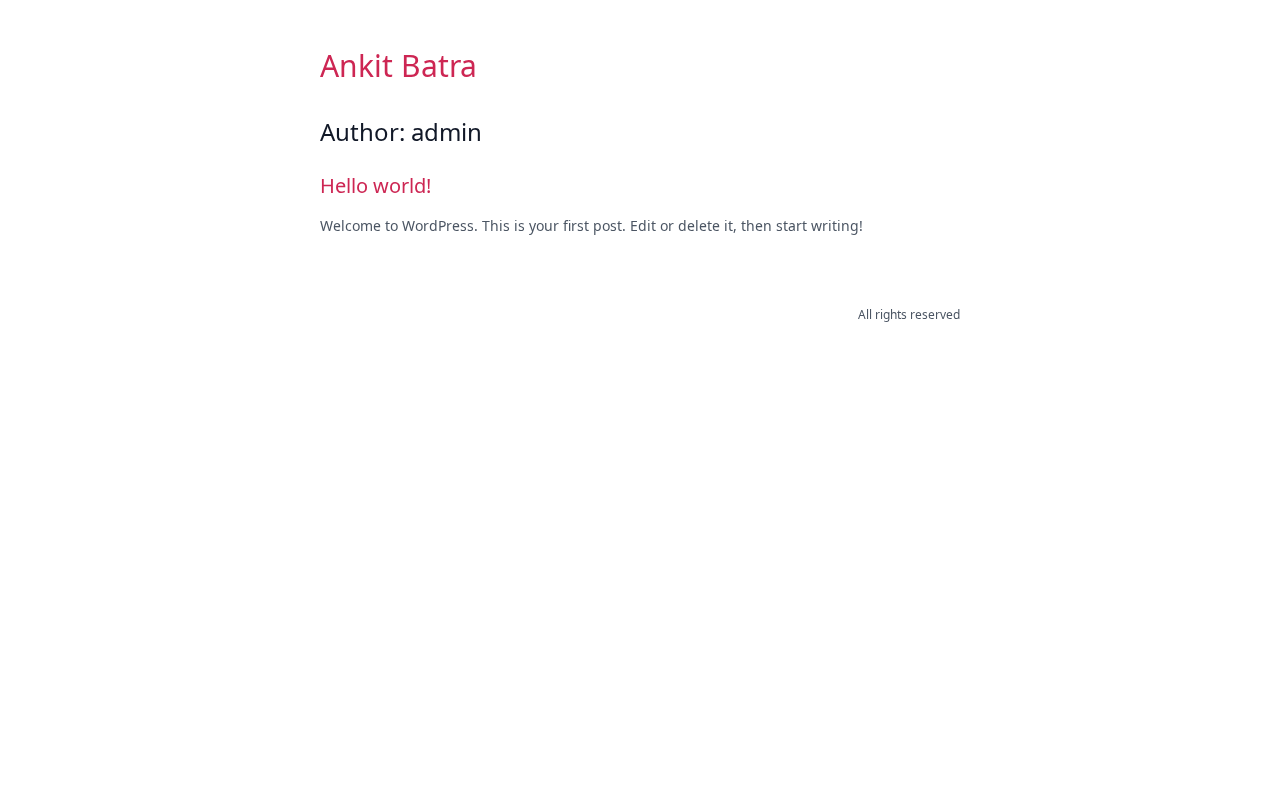 Ankit Batra
Author: admin
Hello world!
Welcome to WordPress. This is your first post. Edit or delete it, then start writing!
All rights reserved